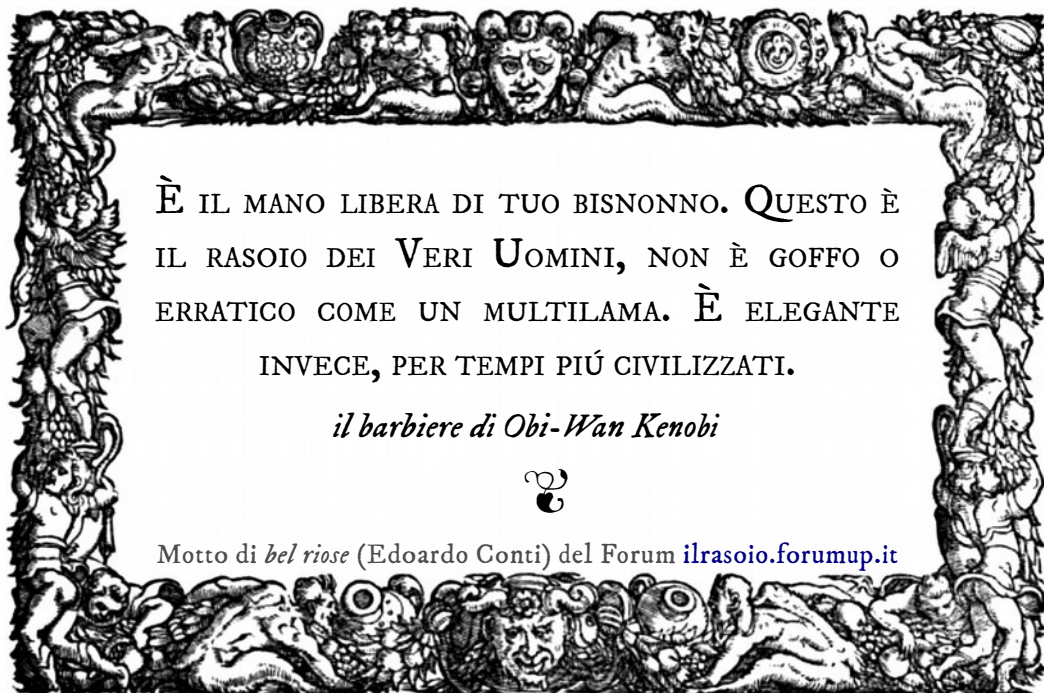 È IL MANO LIBERA DI TUO BISNONNO. QUESTO È
IL RASOIO DEI VERI UOMINI, NON È GOFFO O
ERRATICO COME UN MULTILAMA. È ELEGANTE
INVECE, PER TEMPI PIÚ CIVILIZZATI.
il barbiere di Obi-Wan Kenobi
Motto di bel riose (Edoardo Conti) del Forum ilrasoio.forumup.it